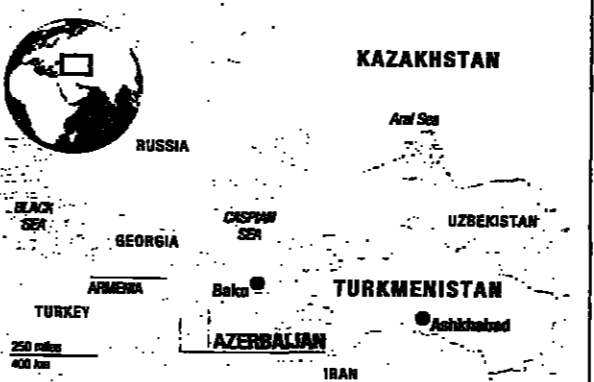 KAZAKHSTAN
Aral Sea
RUSSIA
BLACK
SEA
CASPIAN
SEA
UZBEKISTAN
GEORGIA
ARMENIA
Baku
TURKMENISTAN
TURKEY
Ashkhabad
AZERBAIJAN
250 miles
400 km
IRAN